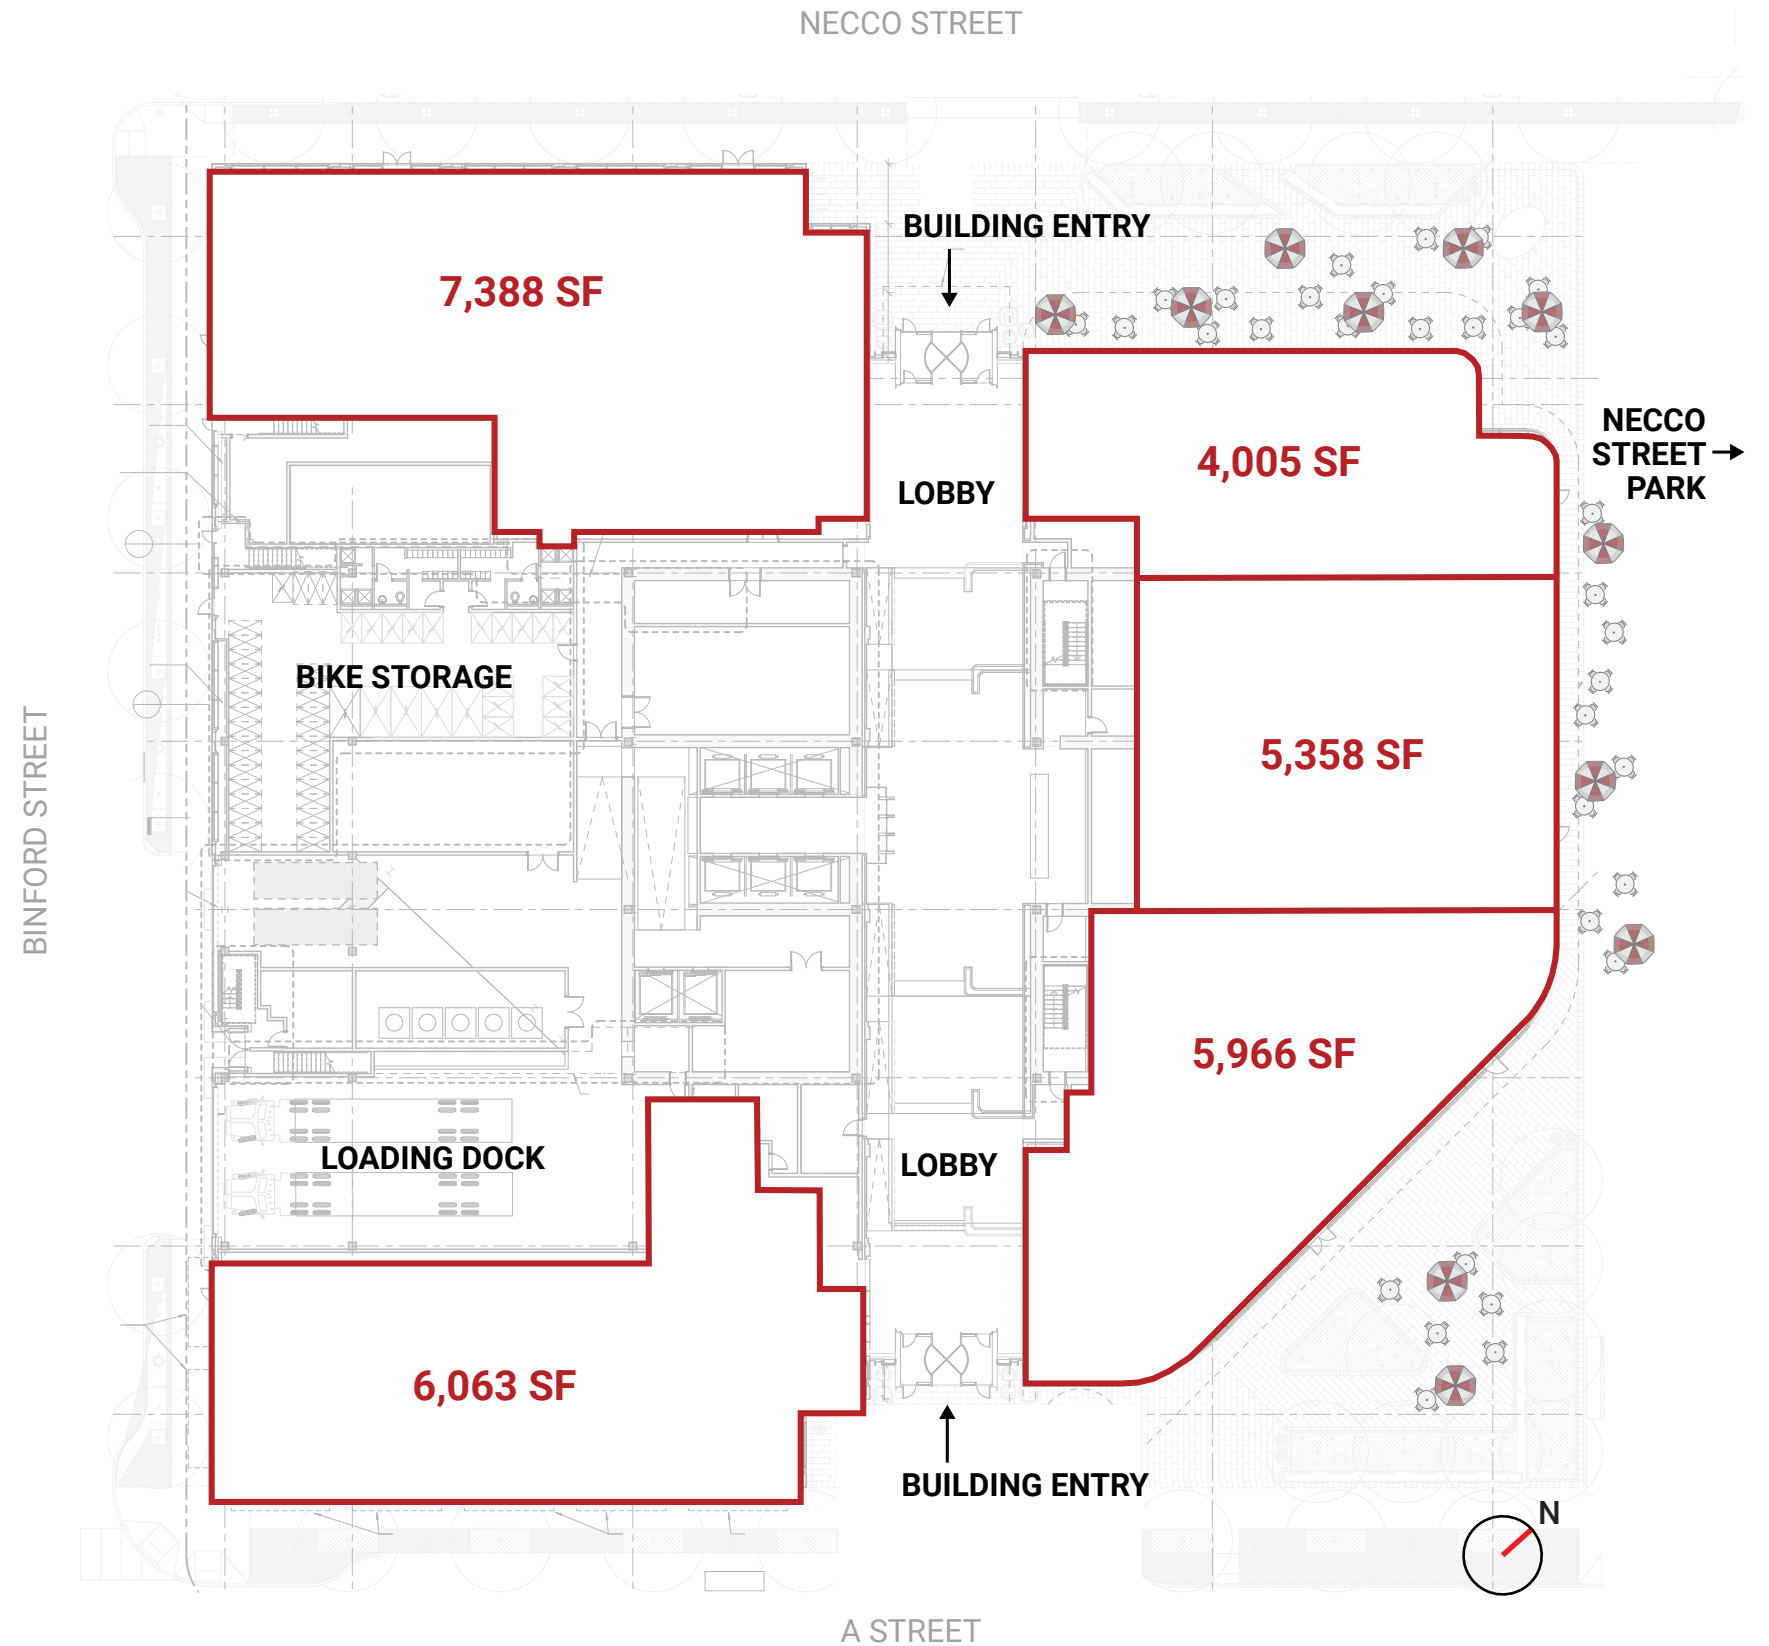 NECCO STREET
BUILDING ENTRY
7,388 SF
NECCO
STREET
PARK
4,005 SF
LOBBY
BIKE STORAGE
5,358 SF
BINFORD STREET
5,966 SF
LOADING DOCK
LOBBY
6,063 SF
BUILDING ENTRY
N
A STREET